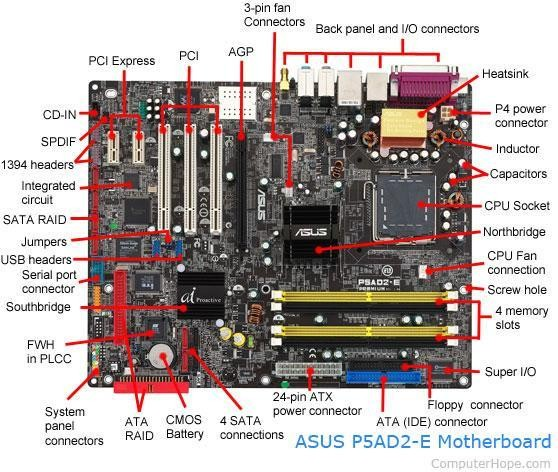 3-pin fan
Connectors
Back panel and I/O connectors
PCI Express
PCI
AGP
Heatsink
CD-IN
P4 power
connector
SPDIF
Inductor
1394 headers
Capacitors
Integrated
circuit
CPU Socket
SATA RAID
ASUS
ASUS
Northbridge
Jumpers
USB headers
CPU Fan
connection
Serial port
connector
P5AD2-E
PREMIUM
Screw hole
Southbridge
ai
Proactive
4 memory
slots
FWH
in PLCC
Super I/O
System
panel
connectors
ATA
RAID
CMOS
Battery
4 SATA
connections
24-pin ATX
power connector
Floppy connector
ATA (IDE) connector
ASUS P5AD2-E Motherboard
ComputerHope.com